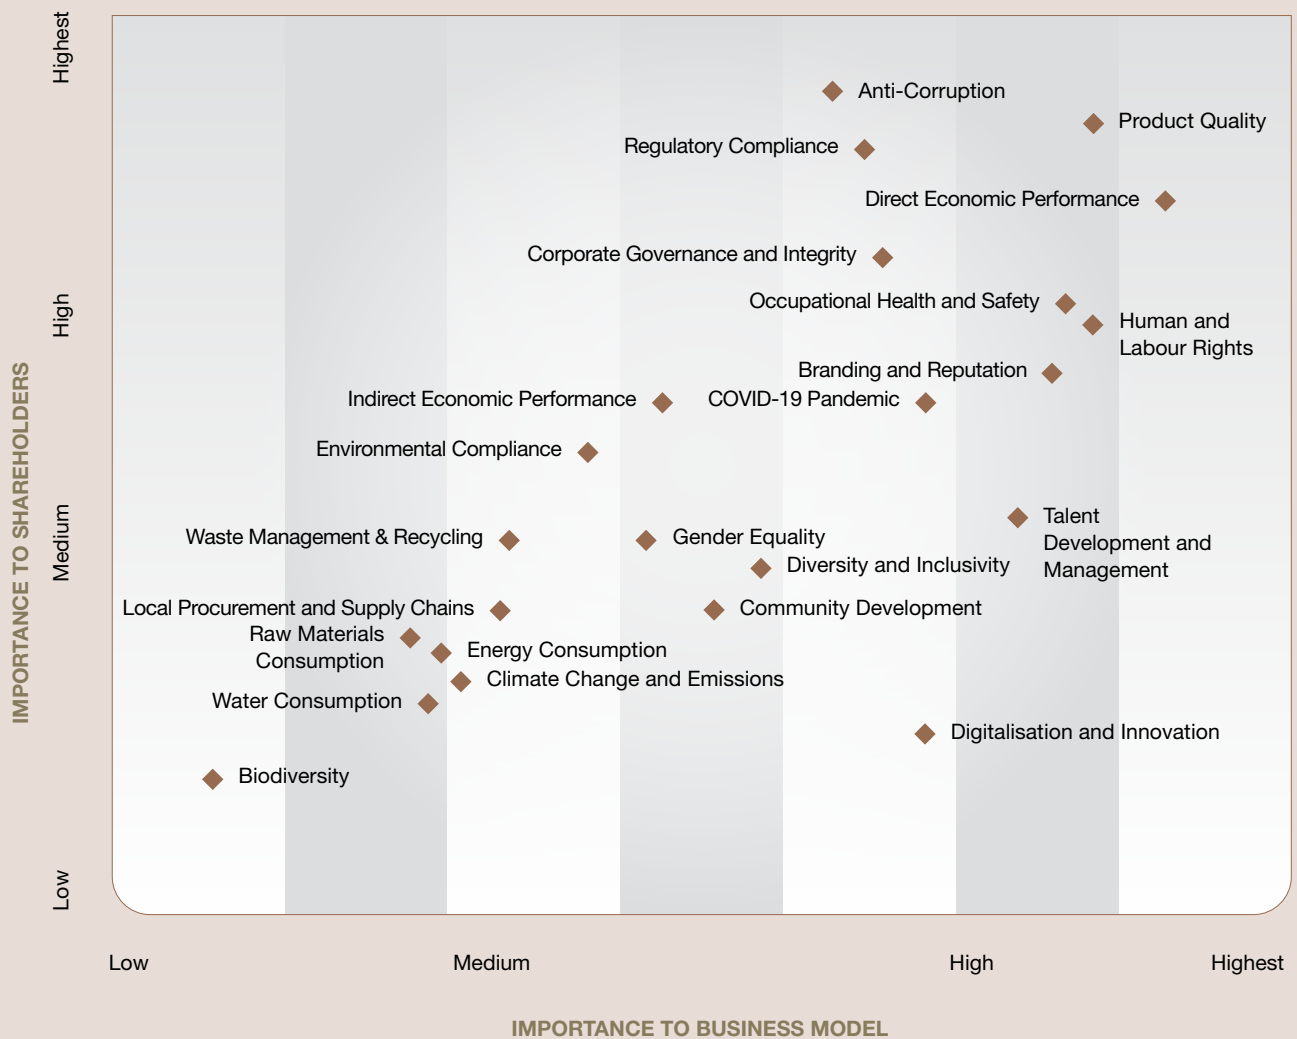 Highest
Anti-Corruption
Product Quality
Regulatory Compliance
Direct Economic Performance
Corporate Governance and Integrity
High
Occupational Health and Safety
Human and
Labour Rights
Branding and Reputation
Indirect Economic Performance
COVID-19 Pandemic
Environmental Compliance
IMPORTANCE TO SHAREHOLDERS
Medium
Talent
Development and
Management
Waste Management & Recycling
Gender Equality
Diversity and Inclusivity
Local Procurement and Supply Chains
Community Development
Raw Materials
Consumption
Energy Consumption
Climate Change and Emissions
Water Consumption
Digitalisation and Innovation
Biodiversity
Low
Low
Medium
High
Highest
IMPORTANCE TO BUSINESS MODEL